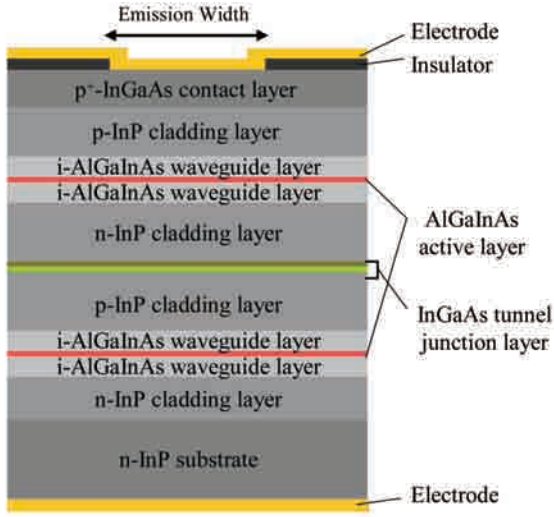 Emission Width
Electrode
Insulator
p⁺-InGaAs contact layer
p-InP cladding layer
i-AlGaInAs waveguide layer
i-AlGaInAs waveguide layer
n-InP cladding layer
AlGaInAs
active layer
p-InP cladding layer
InGaAs tunnel
junction layer
i-AlGaInAs waveguide layer
i-AlGaInAs waveguide layer
n-InP cladding layer
n-InP substrate
Electrode